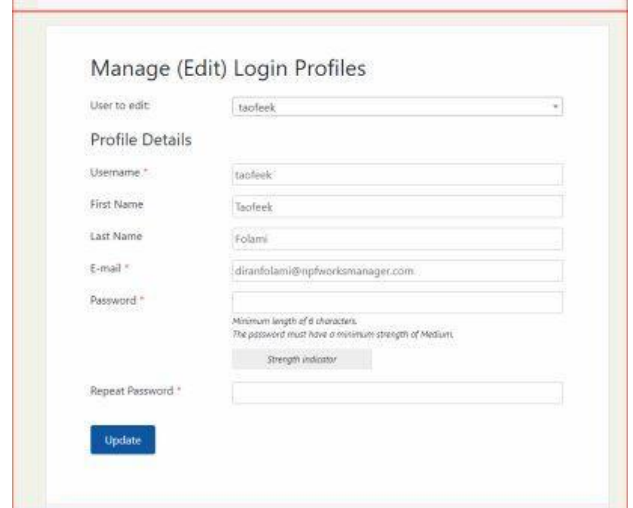 Manage (Edit) Login Profiles
User to edit: taofeek
Profile Details
Username * taofeek
First Name Taofeek
Last Name Folami
E-mail * diranfolami@npfworksmanager.com
Password *
Minimum length of 6 characters.
The password must have a minimum strength of Medium.
Strength indicator
Repeat Password *
Update